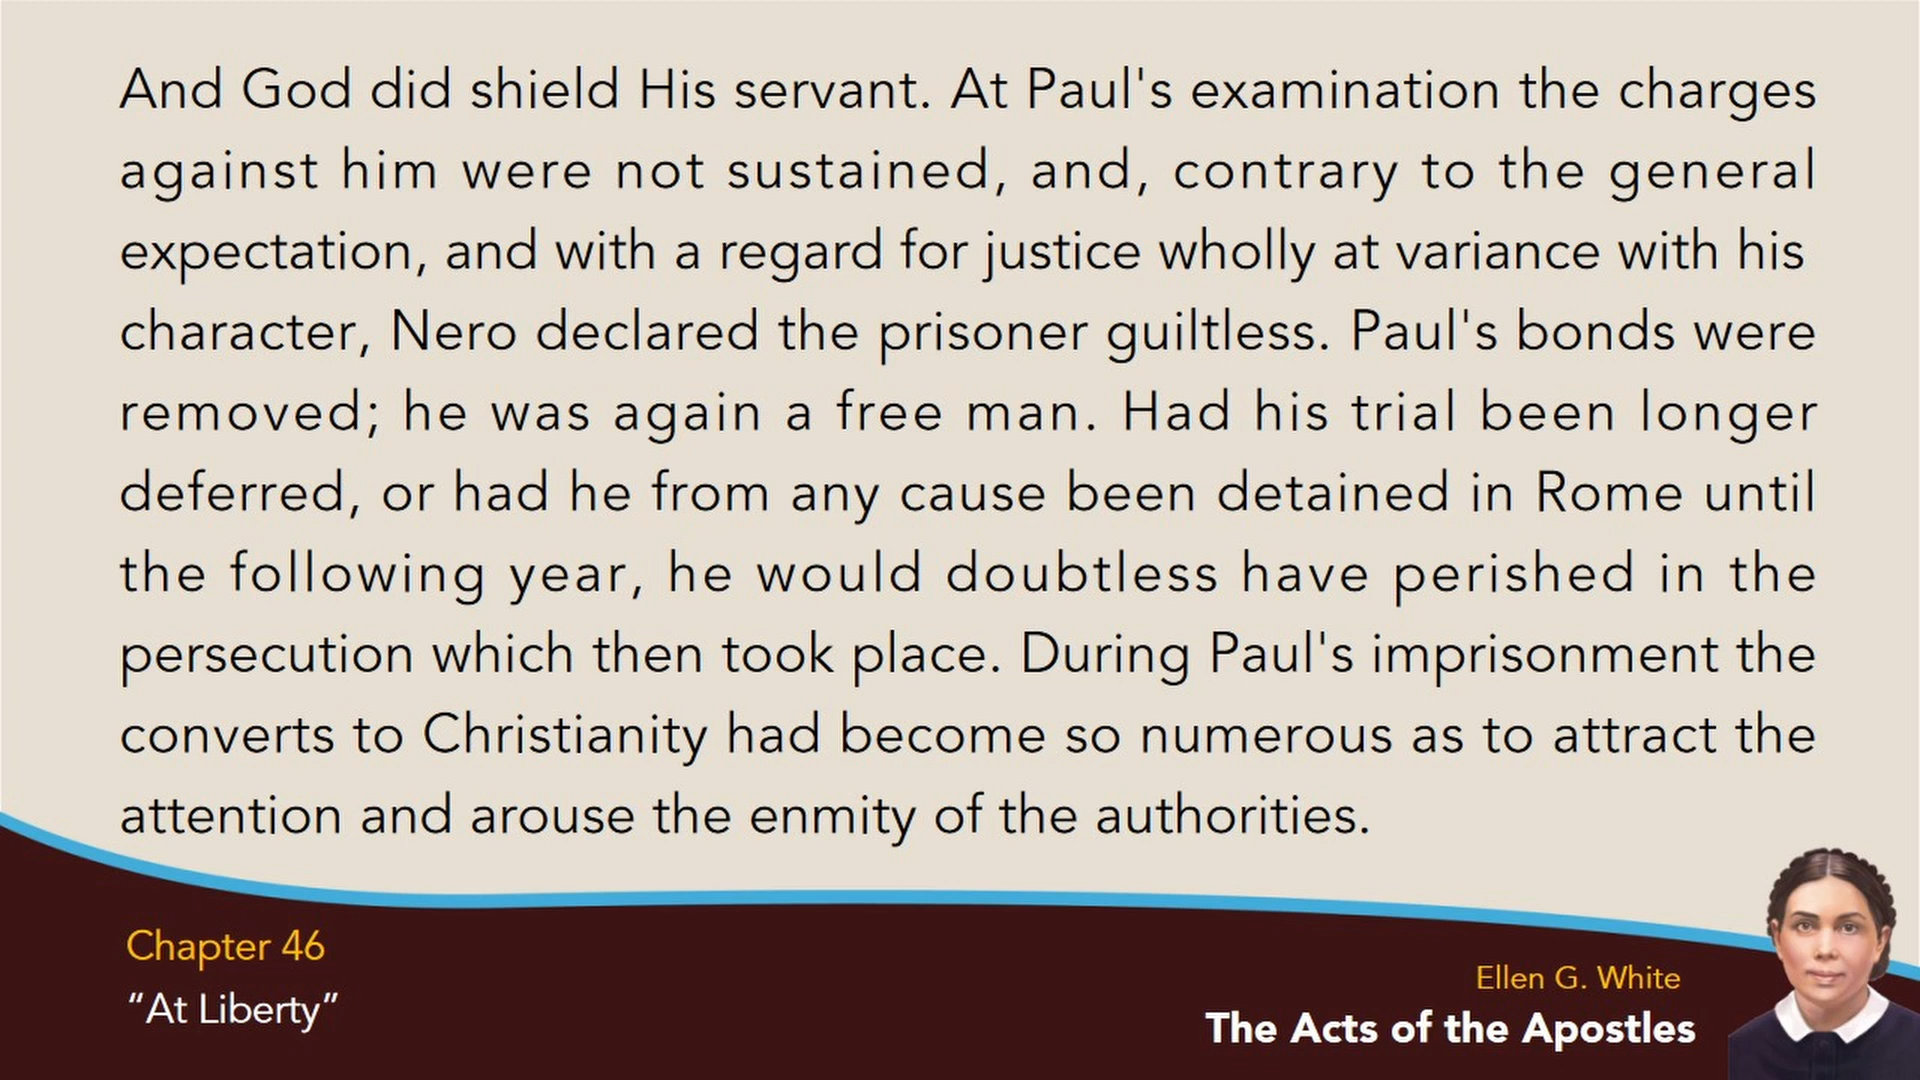 And God did shield His servant. At Paul's examination the charges
against him were not sustained, and, contrary to the general
expectation, and with a regard for justice wholly at variance with his
character, Nero declared the prisoner guiltless. Paul's bonds were
removed; he was again a free man. Had his trial been longer
deferred, or had he from any cause been detained in Rome until
the following year, he would doubtless have perished in the
persecution which then took place. During Paul's imprisonment the
converts to Christianity had become so numerous as to attract the
attention and arouse the enmity of the authorities.
Chapter 46
“At Liberty”
Ellen G. White
The Acts of the Apostles